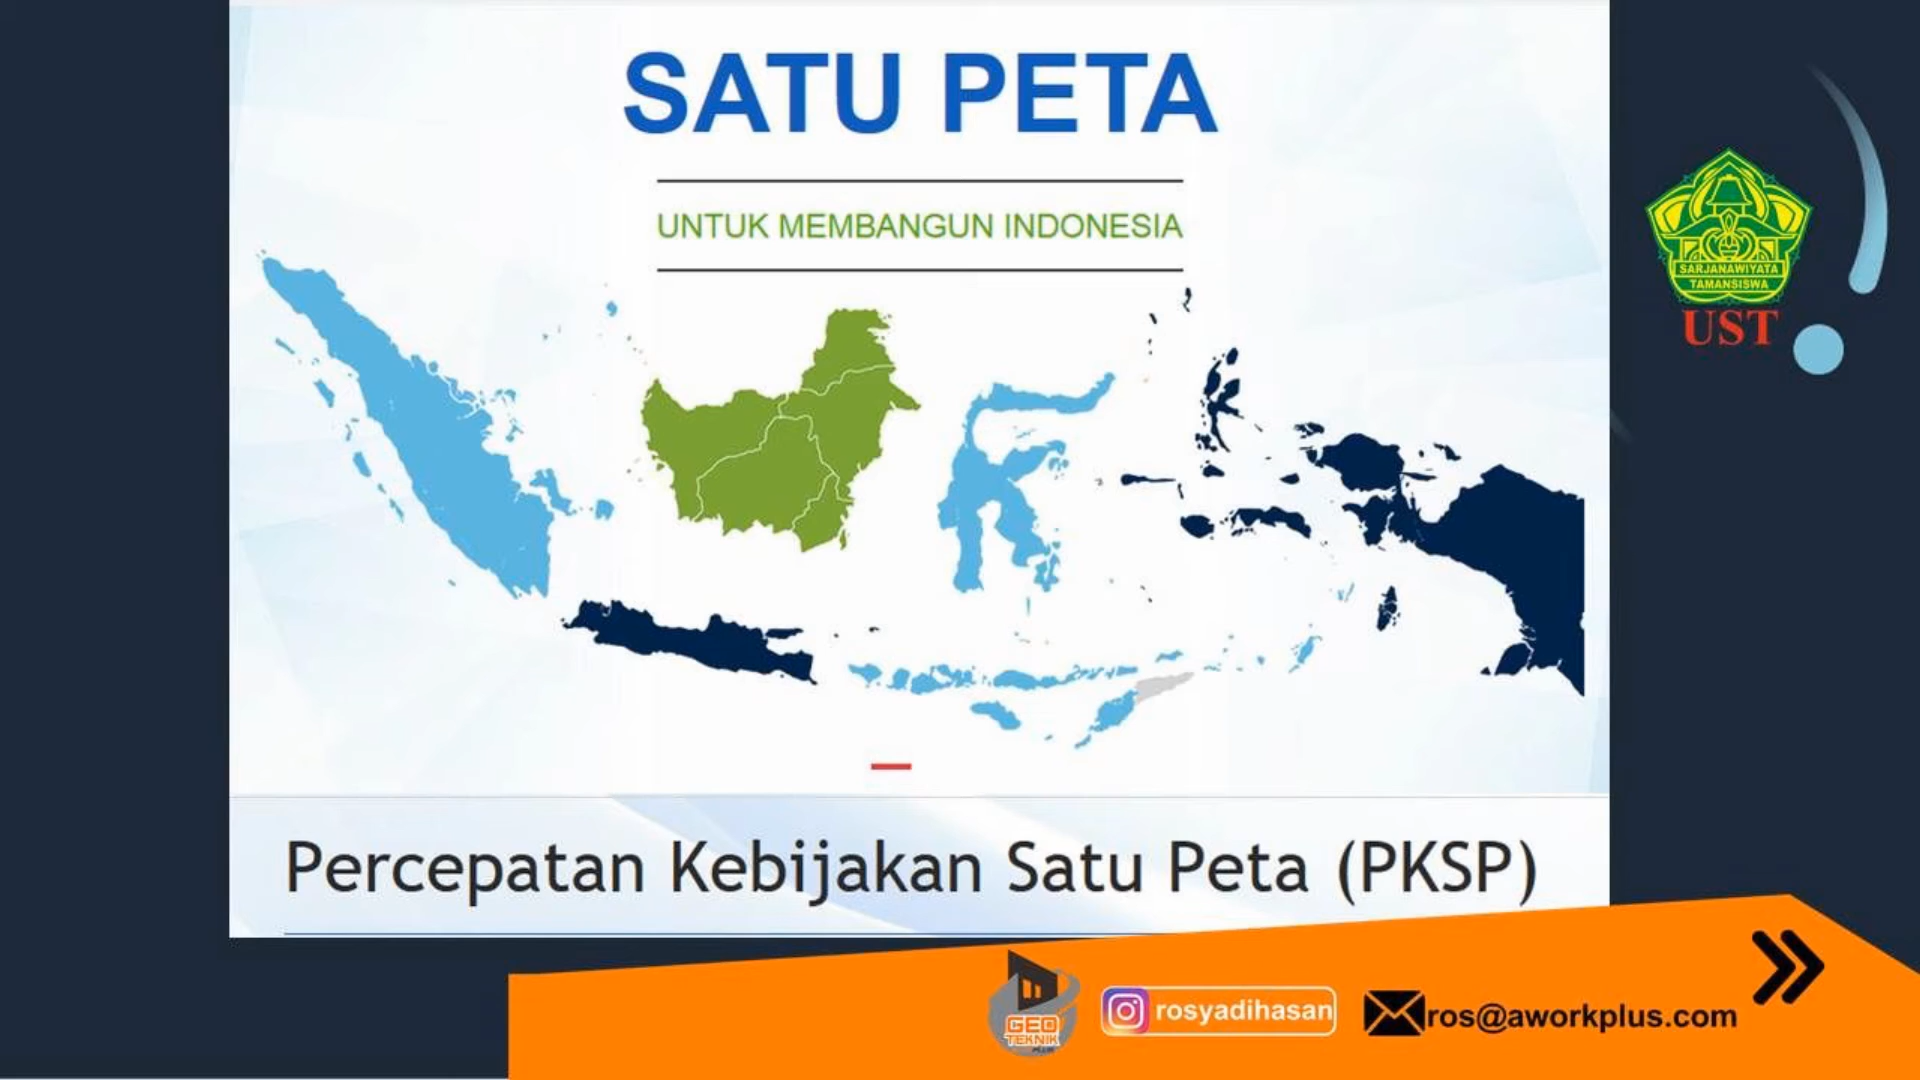 SATU PETA
UNTUK MEMBANGUN INDONESIA
SARJANAWIYATA
TAMANSISWA
UST
Percepatan Kebijakan Satu Peta (PKSP)
GEO
TEKNIK
PLUS
rosyadihasan
ros@aworkplus.com